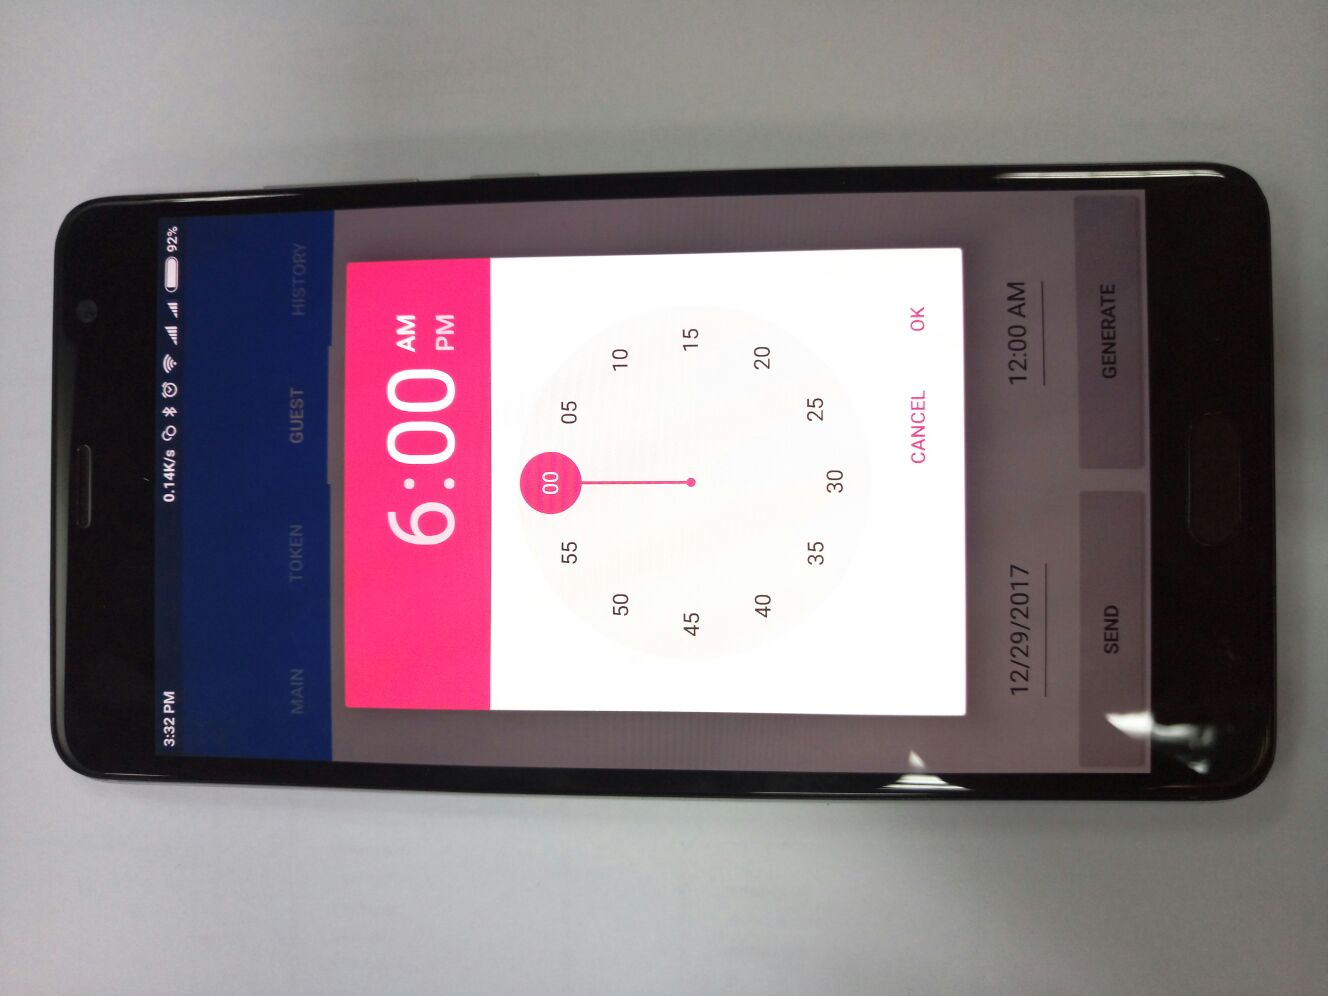 3:32 PM 0.14K/s 92%
MAIN TOKEN GUEST HISTORY
6:00 AM
PM
00
55 05
50 10
45 15
40 20
35 25
30
CANCEL OK
12/29/2017 12:00 AM
SEND GENERATE